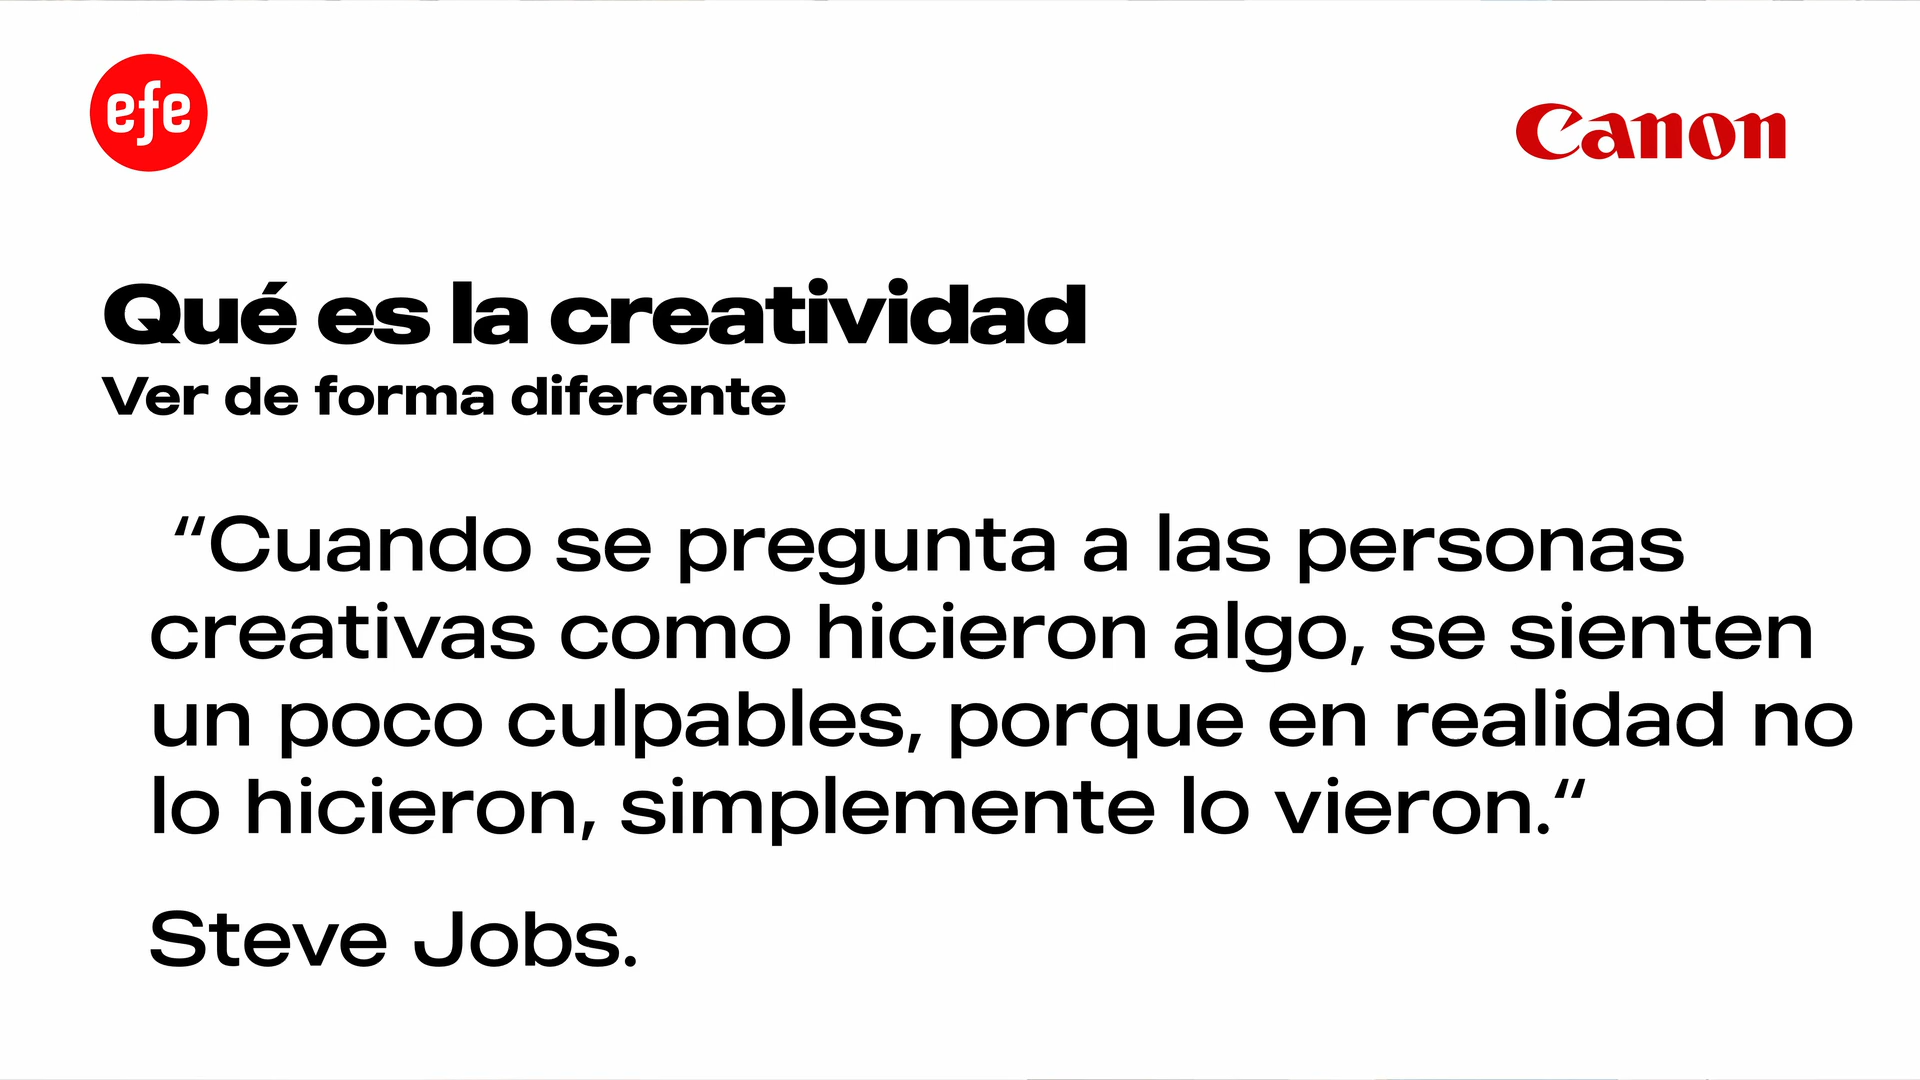 efe
Canon
Qué es la creatividad
Ver de forma diferente
“Cuando se pregunta a las personas
creativas como hicieron algo, se sienten
un poco culpables, porque en realidad no
lo hicieron, simplemente lo vieron.“
Steve Jobs.